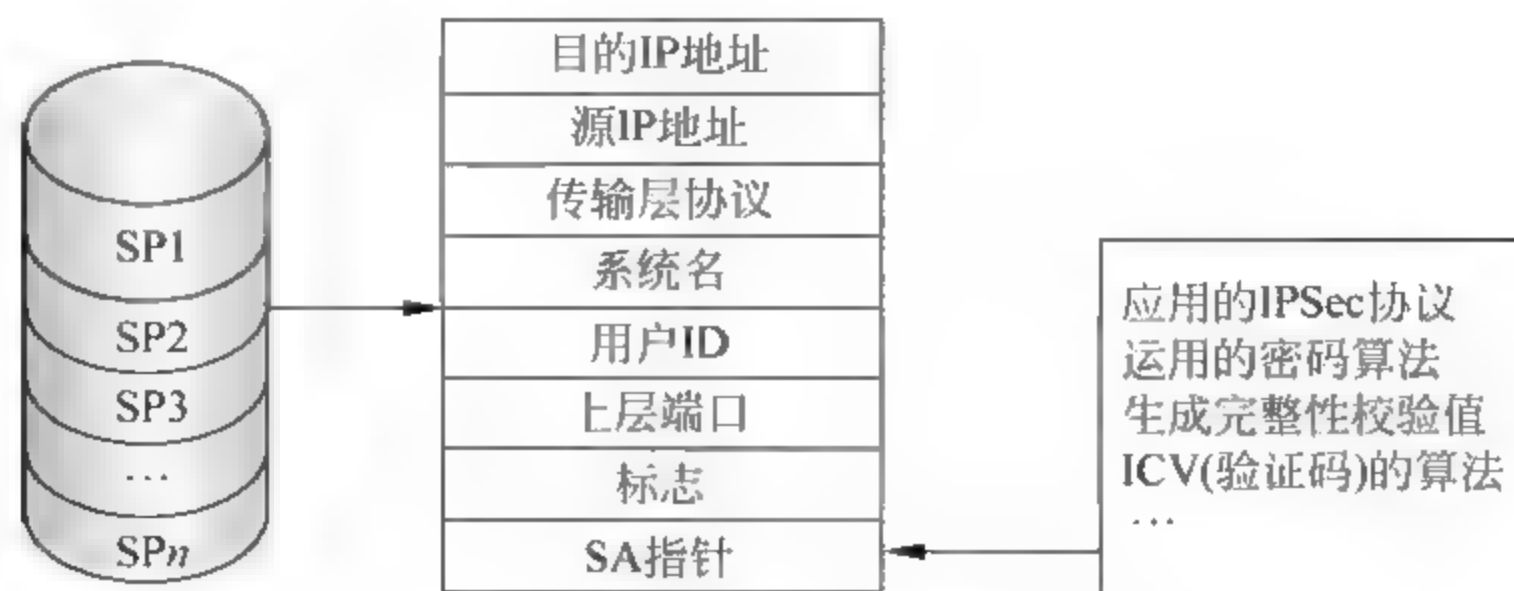 SP1
SP2
SP3
…
SPn
目的IP地址
源IP地址
传输层协议
系统名
用户ID
上层端口
标志
SA指针
应用的IPSec协议
运用的密码算法
生成完整性校验值
ICV(验证码)的算法
…